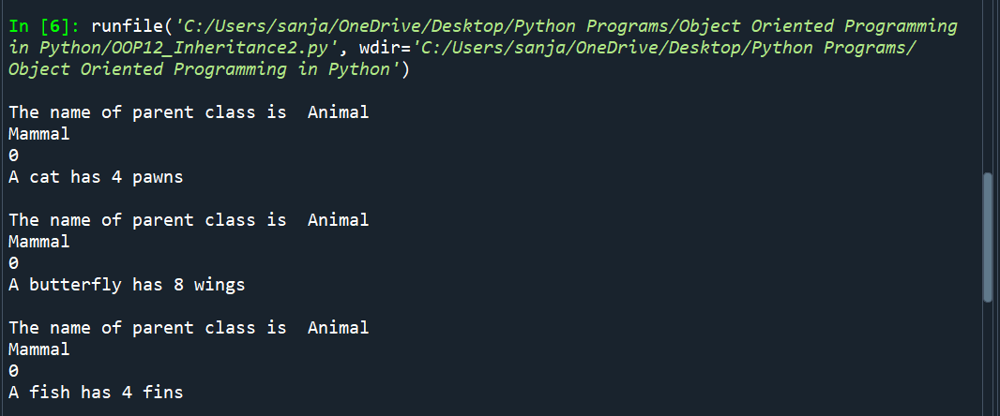 In [6]: runfile('C:/Users/sanja/OneDrive/Desktop/Python Programs/Object Oriented Programming
in Python/OOP12_Inheritance2.py', wdir='C:/Users/sanja/OneDrive/Desktop/Python Programs/
Object Oriented Programming in Python')
The name of parent class is  Animal
Mammal
0
A cat has 4 pawns
The name of parent class is  Animal
Mammal
0
A butterfly has 8 wings
The name of parent class is  Animal
Mammal
0
A fish has 4 fins